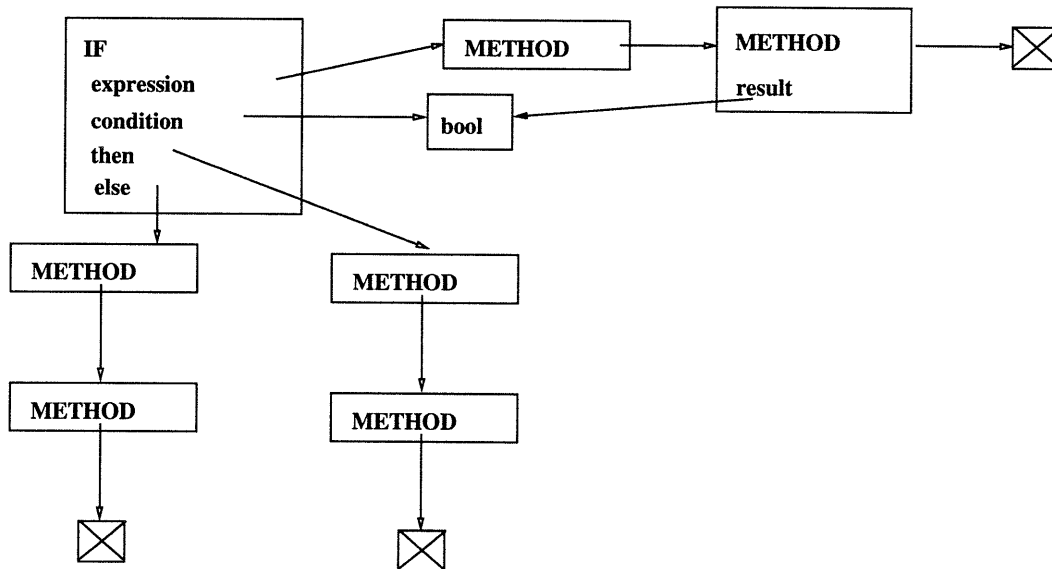 IF
expression
condition
then
else
METHOD
METHOD
result
bool
METHOD
METHOD
METHOD
METHOD